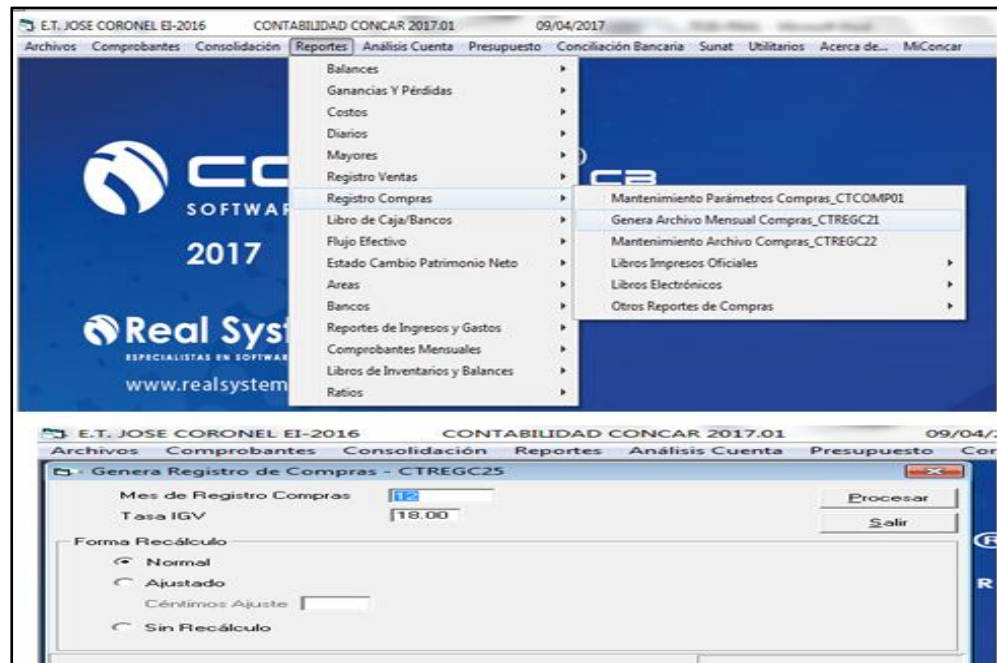 E.T. JOSE CORONEL EI-2016 CONTABILIDAD CONCAR 2017.01 09/04/2017
Archivos Comprobantes Consolidación Reportes Análisis Cuenta Presupuesto Conciliación Bancaria Sunat Utilitarios Acerca de... MiConcar
Balances
Ganancias Y Pérdidas
Costos
Diarios
Mayores
Registro Ventas
Registro Compras
Libro de Caja/Bancos
Flujo Efectivo
Estado Cambio Patrimonio Neto
Areas
Bancos
Reportes de Ingresos y Gastos
Comprobantes Mensuales
Libros de Inventarios y Balances
Ratios
Mantenimiento Parámetros Compras_CTCOMP01
Genera Archivo Mensual Compras_CTREGC21
Mantenimiento Archivo Compras_CTREGC22
Libros Impresos Oficiales
Libros Electrónicos
Otros Reportes de Compras
CB
2017
Real Syst
ESPECIALISTAS EN SOFTWAR
www.realsystem
E.T. JOSE CORONEL EI-2016 CONTABILIDAD CONCAR 2017.01 09/04/
Archivos Comprobantes Consolidación Reportes Análisis Cuenta Presupuesto Con
Genera Registro de Compras - CTREGC25
Mes de Registro Compras 12
Procesar
Tasa IGV 18.00
Salir
Forma Recálculo
Normal
Ajustado
Céntimos Ajuste
Sin Recálculo
R